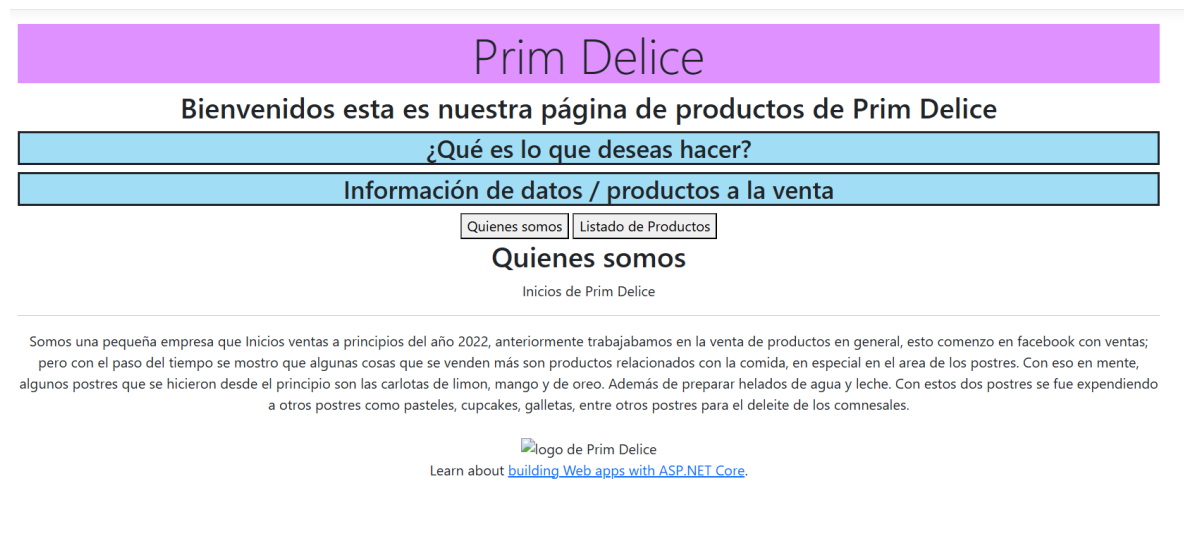 Prim Delice
Bienvenidos esta es nuestra página de productos de Prim Delice
¿Qué es lo que deseas hacer?
Información de datos / productos a la venta
Quienes somos Listado de Productos
Quienes somos
Inicios de Prim Delice
Somos una pequeña empresa que Inicios ventas a principios del año 2022, anteriormente trabajabamos en la venta de productos en general, esto comenzo en facebook con ventas;
pero con el paso del tiempo se mostro que algunas cosas que se venden más son productos relacionados con la comida, en especial en el area de los postres. Con eso en mente,
algunos postres que se hicieron desde el principio son las carlotas de limon, mango y de oreo. Además de preparar helados de agua y leche. Con estos dos postres se fue expendiendo
a otros postres como pasteles, cupcakes, galletas, entre otros postres para el deleite de los comnesales.
logo de Prim Delice
Learn about building Web apps with ASP.NET Core.